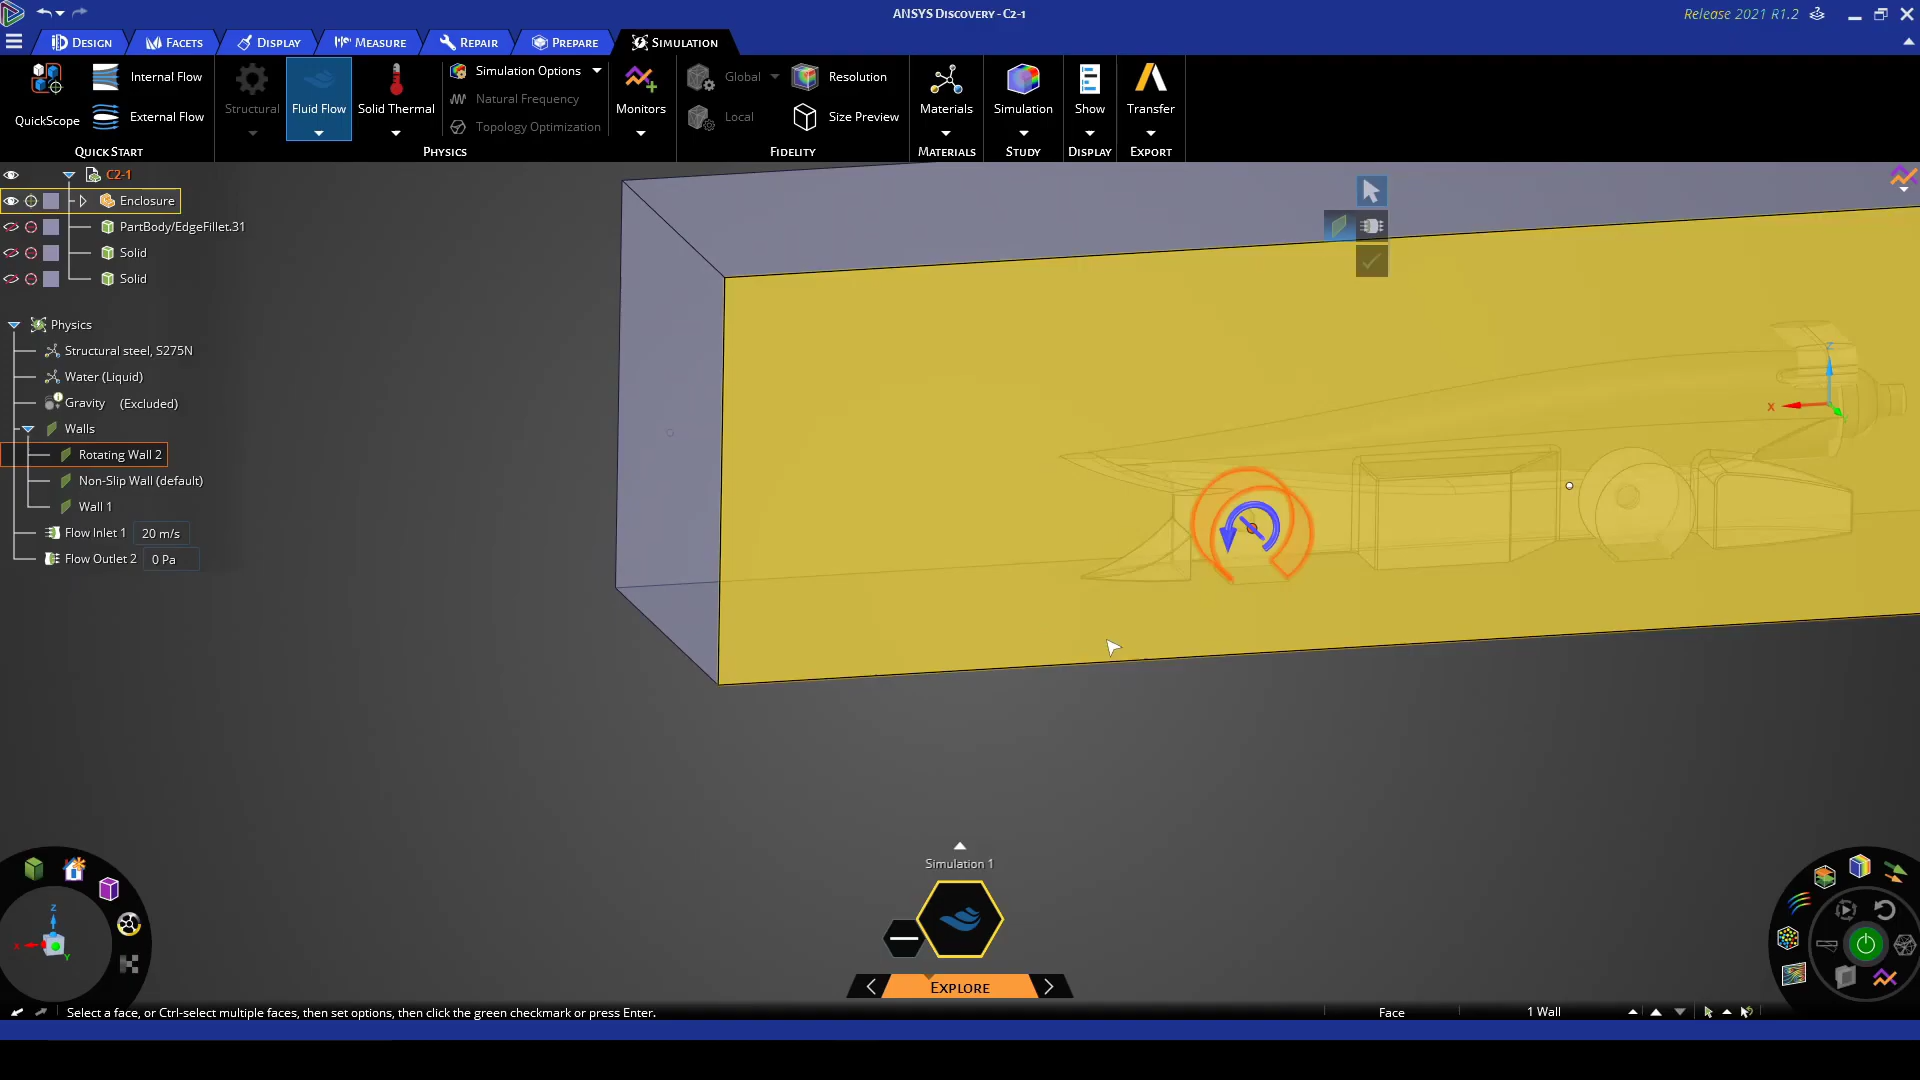 ANSYS Discovery - C2-1
Release 2021 R1.2
Design
Facets
Display
Measure
Repair
Prepare
Simulation
QuickScope
Internal Flow
External Flow
Quick Start
Structural
Fluid Flow
Solid Thermal
Simulation Options
Natural Frequency
Topology Optimization
Physics
Monitors
Global
Local
Resolution
Size Preview
Fidelity
Materials
Materials
Simulation
Study
Show
Display
Transfer
Export
C2-1
Enclosure
PartBody/EdgeFillet.31
Solid
Solid
Physics
Structural steel, S275N
Water (Liquid)
Gravity (Excluded)
Walls
Rotating Wall 2
Non-Slip Wall (default)
Wall 1
Flow Inlet 1 20 m/s
Flow Outlet 2 0 Pa
Z
X
Z
X
Y
Simulation 1
Explore
Select a face, or Ctrl-select multiple faces, then set options, then click the green checkmark or press Enter.
Face
1 Wall